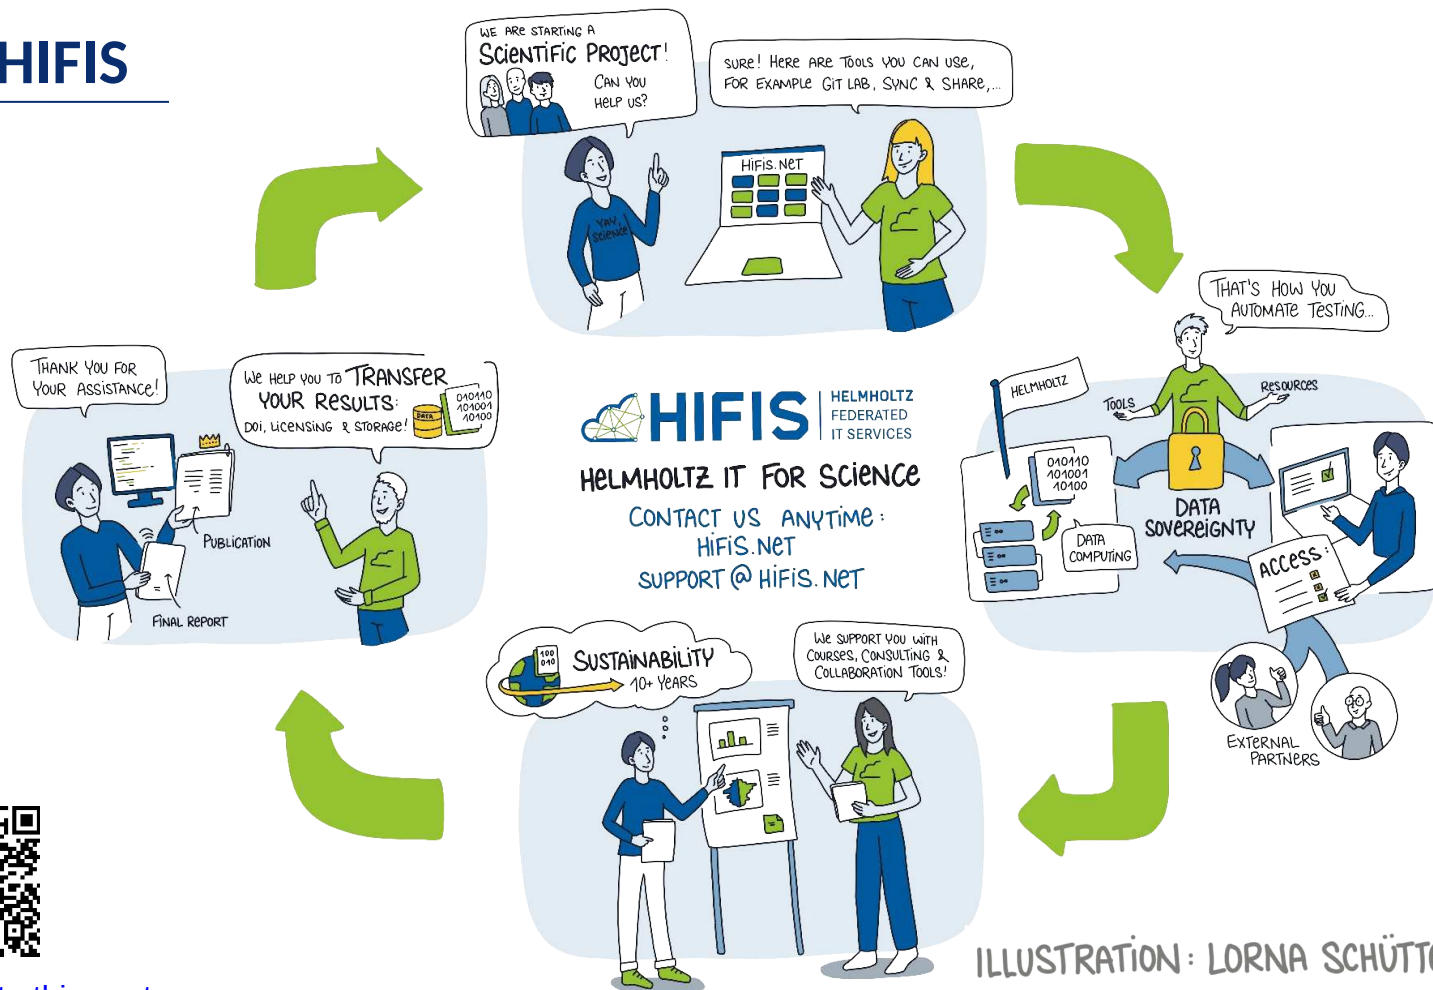 HIFIS
WE ARE STARTING A
SCIENTIFIC PROJECT!
CAN YOU
HELP US?
SURE! HERE ARE TOOLS YOU CAN USE,
FOR EXAMPLE GIT LAB, SYNC & SHARE,...
HIFIS.NET
YAY,
SCIENCE
THAT'S HOW YOU
AUTOMATE TESTING...
HELMHOLTZ
TOOLS
RESOURCES
010110
101001
10100
DATA
COMPUTING
DATA
SOVEREIGNTY
ACCESS:
EXTERNAL
PARTNERS
WE SUPPORT YOU WITH
COURSES, CONSULTING &
COLLABORATION TOOLS!
SUSTAINABILITY
10+ YEARS
100
010
THANK YOU FOR
YOUR ASSISTANCE!
WE HELP YOU TO TRANSFER
YOUR RESULTS:
DOI, LICENSING & STORAGE!
DATA
010110
101001
10100
PUBLICATION
FINAL REPORT
HIFIS
HELMHOLTZ
FEDERATED
IT SERVICES
HELMHOLTZ IT FOR SCIENCE
CONTACT US ANYTIME:
HIFIS.NET
SUPPORT@HIFIS.NET
ILLUSTRATION: LORNA